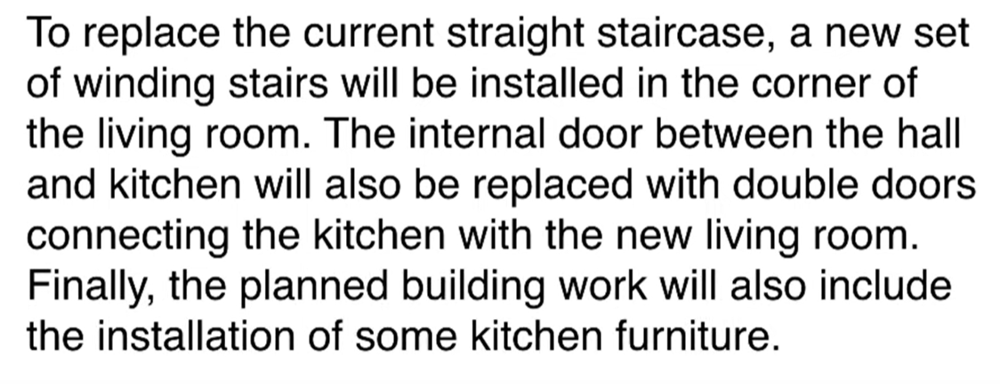 To replace the current straight staircase, a new set
of winding stairs will be installed in the corner of
the living room. The internal door between the hall
and kitchen will also be replaced with double doors
connecting the kitchen with the new living room.
Finally, the planned building work will also include
the installation of some kitchen furniture.